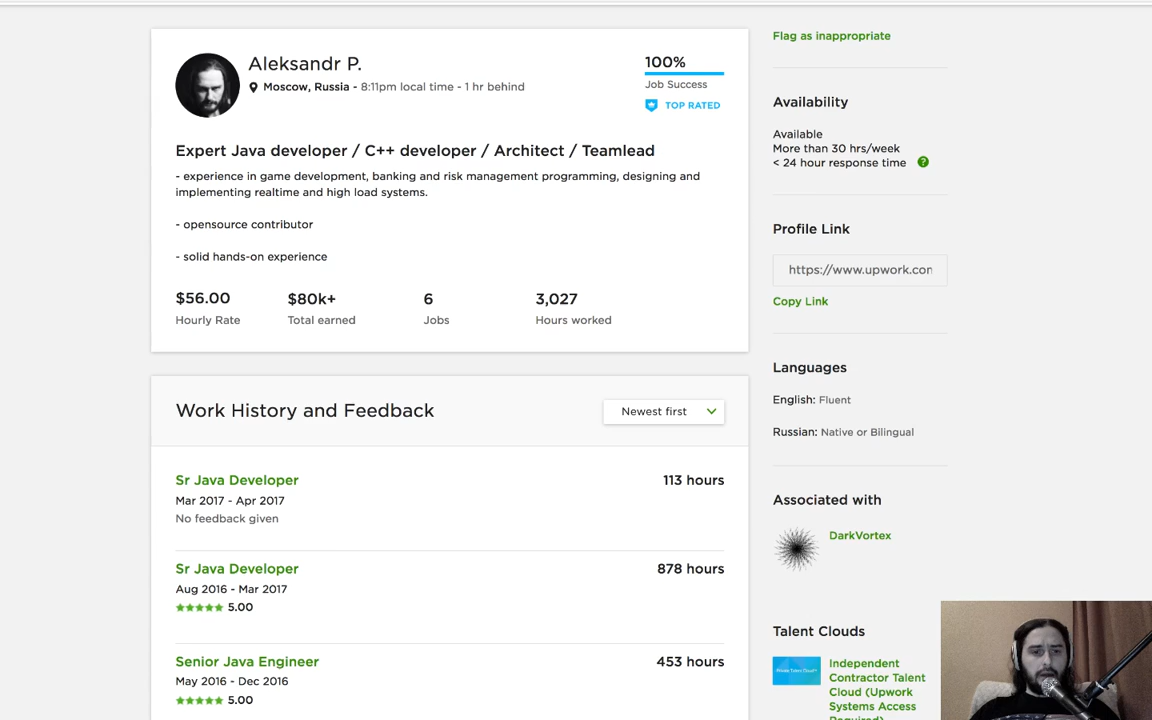 Aleksandr P.
Moscow, Russia - 8:11pm local time - 1 hr behind
100%
Job Success
TOP RATED
Expert Java developer / C++ developer / Architect / Teamlead
- experience in game development, banking and risk management programming, designing and
implementing realtime and high load systems.
- opensource contributor
- solid hands-on experience
$56.00
Hourly Rate
$80k+
Total earned
6
Jobs
3,027
Hours worked
Work History and Feedback
Newest first
Sr Java Developer
113 hours
Mar 2017 - Apr 2017
No feedback given
Sr Java Developer
878 hours
Aug 2016 - Mar 2017
5.00
Senior Java Engineer
453 hours
May 2016 - Dec 2016
5.00
Flag as inappropriate
Availability
Available
More than 30 hrs/week
< 24 hour response time ?
Profile Link
https://www.upwork.con
Copy Link
Languages
English: Fluent
Russian: Native or Bilingual
Associated with
DarkVortex
Talent Clouds
Independent
Contractor Talent
Cloud (Upwork
Systems Access